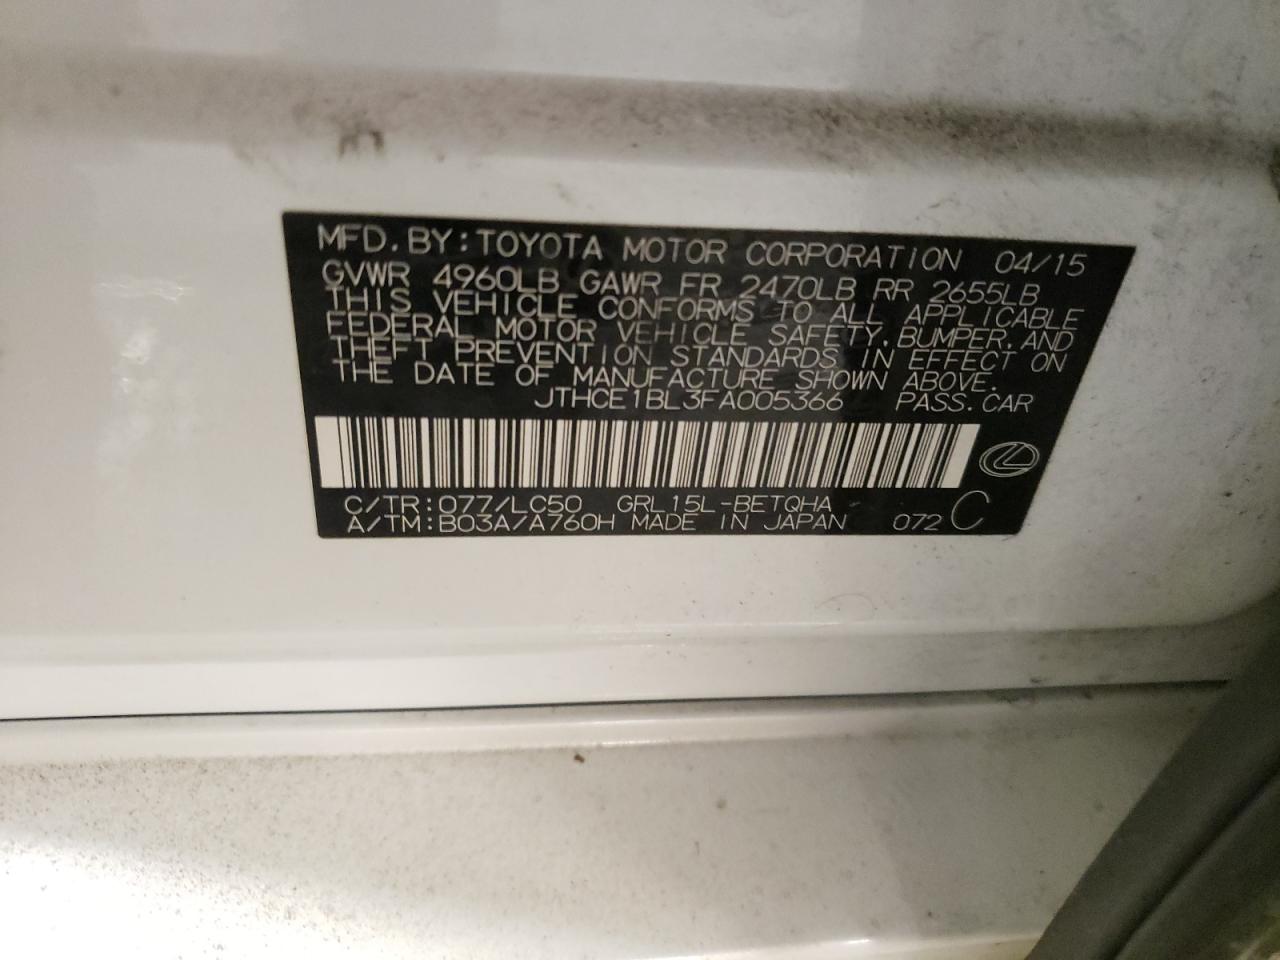 MFD. BY: TOYOTA MOTOR CORPORATION 04/15
GVWR 4960LB GAWR FR 2470LB RR 2655LB
THIS VEHICLE CONFORMS TO ALL APPLICABLE
FEDERAL MOTOR VEHICLE SAFETY, BUMPER, AND
THEFT PREVENTION STANDARDS IN EFFECT ON
THE DATE OF MANUFACTURE SHOWN ABOVE.
JTHCE1BL3FA005366 PASS. CAR
C/TR: 077/LC50 GRL15L-BETQHA
A/TM: B03A/A760H MADE IN JAPAN 072 C